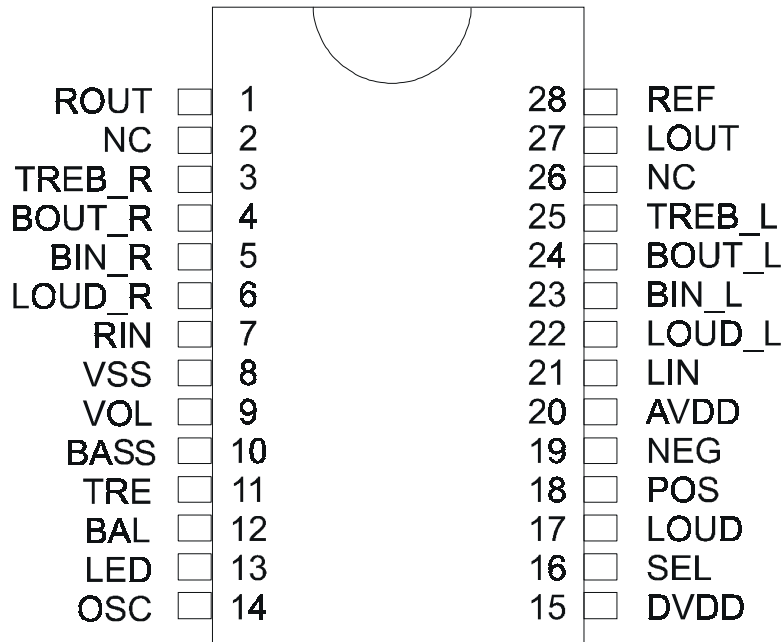 ROUT 1 28 REF
NC 2 27 LOUT
TREB_R 3 26 NC
BOUT_R 4 25 TREB_L
BIN_R 5 24 BOUT_L
LOUD_R 6 23 BIN_L
RIN 7 22 LOUD_L
VSS 8 21 LIN
VOL 9 20 AVDD
BASS 10 19 NEG
TRE 11 18 POS
BAL 12 17 LOUD
LED 13 16 SEL
OSC 14 15 DVDD